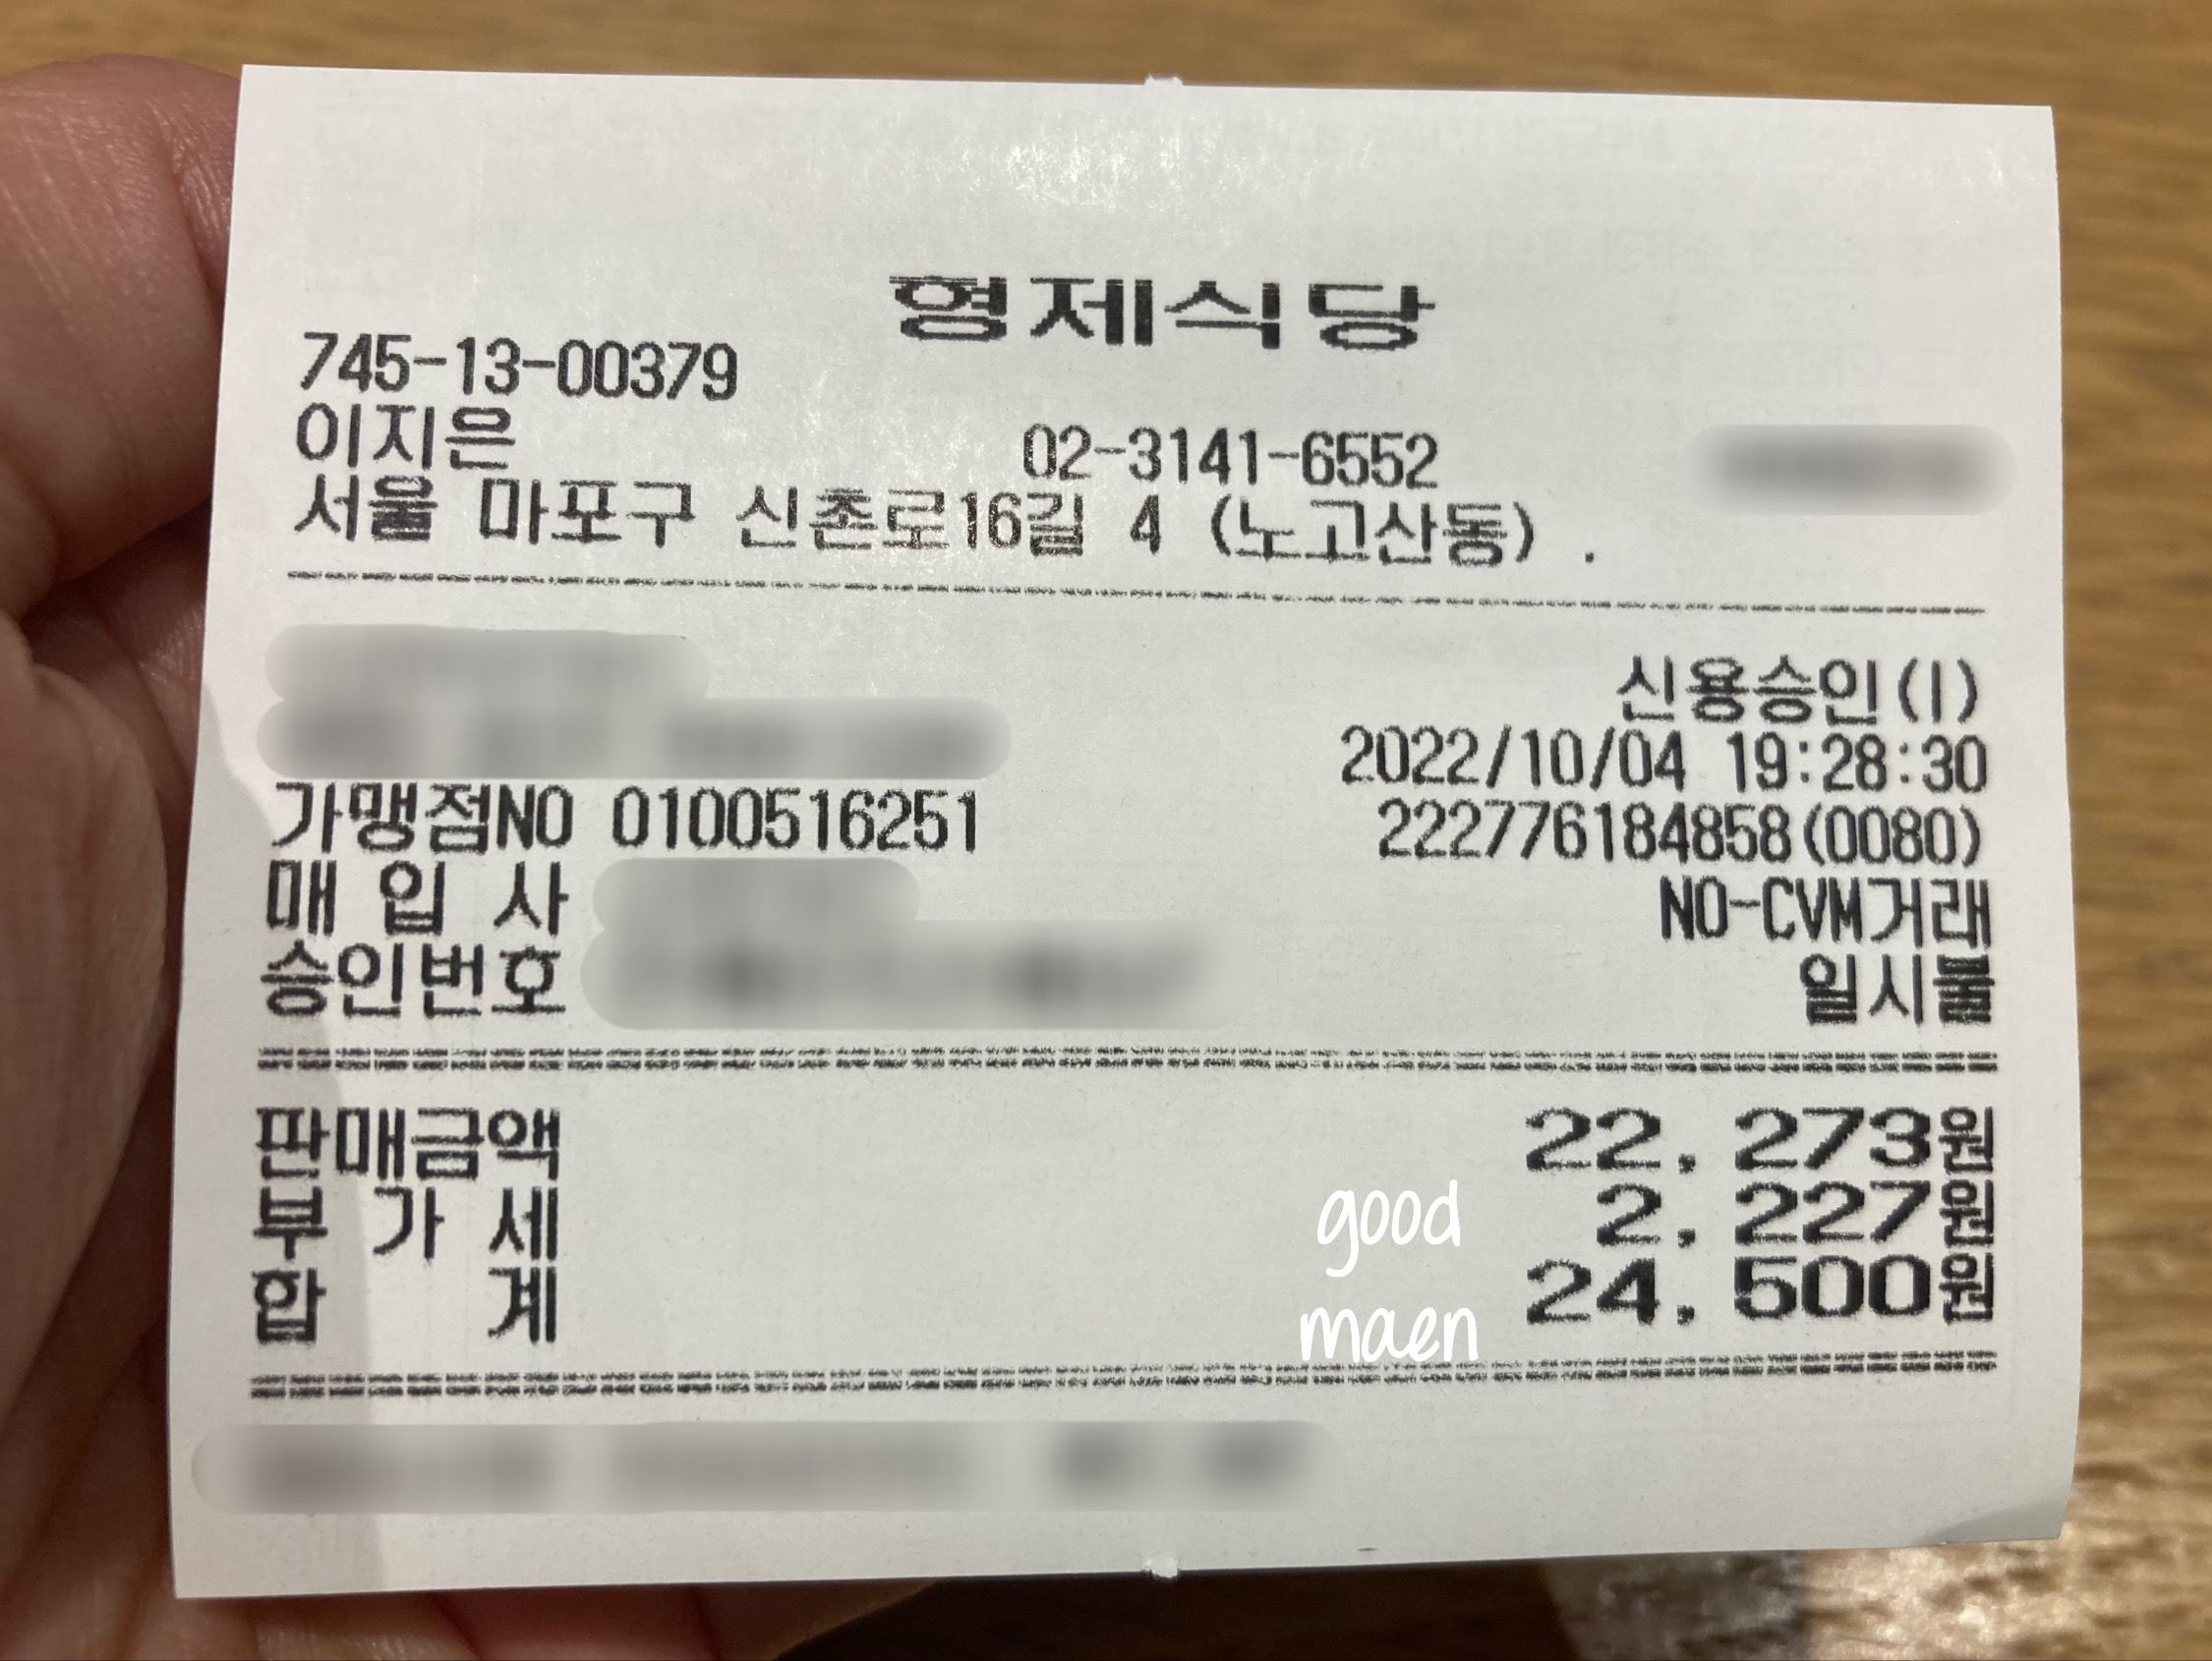 형제식당
745-13-00379
이지은 02-3141-6552
서울 마포구 신촌로16길 4 (노고산동) .
신용승인(I)
2022/10/04 19:28:30
가맹점NO 0100516251 222776184858(0080)
매 입 사 NO-CVM거래
승인번호 일시불
판매금액 22,273원
부 가 세 2,227원
합 계 24,500원
good
maen